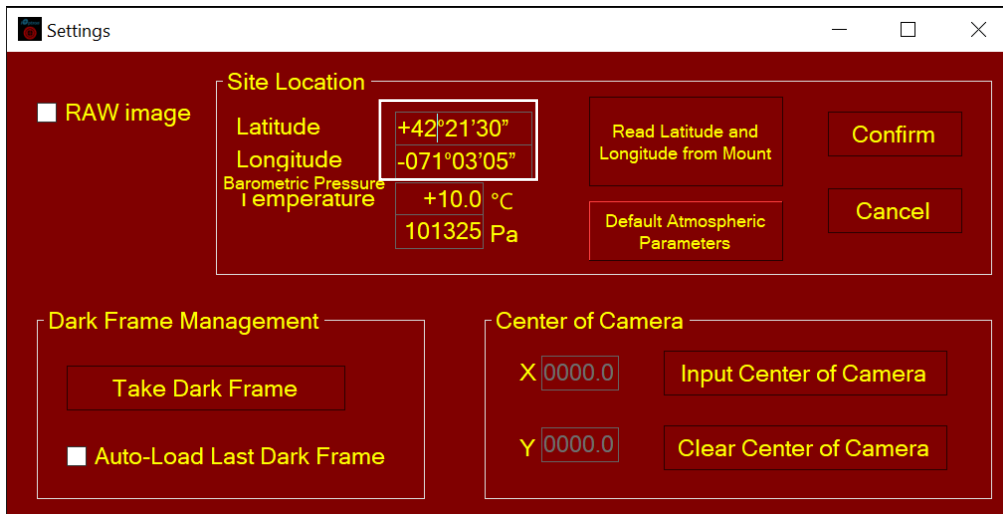 Settings
RAW image
Site Location
Latitude +42°21'30"
Longitude -071°03'05"
Barometric Pressure
Temperature +10.0 °C
101325 Pa
Read Latitude and
Longitude from Mount
Default Atmospheric
Parameters
Confirm
Cancel
Dark Frame Management
Take Dark Frame
Auto-Load Last Dark Frame
Center of Camera
X 0000.0 Input Center of Camera
Y 0000.0 Clear Center of Camera